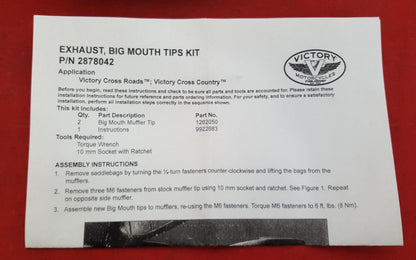 EXHAUST, BIG MOUTH TIPS KIT
P/N 2878042
VICTORY
MOTORCYCLES
Application
Victory Cross Roads™; Victory Cross Country™
Before you begin, read these instructions and check to be sure all parts and tools are accounted for. Please retain these
installation instructions for future reference and parts ordering information. For your safety, and to ensure a satisfactory
installation, perform all installation steps correctly in the sequence shown.
This kit includes:
Qty. Part Description Part No.
2 Big Mouth Muffler Tip 1262050
1 Instructions 9922683
Tools Required:
Torque Wrench
10 mm Socket with Ratchet
ASSEMBLY INSTRUCTIONS
1. Remove saddlebags by turning the ¼-turn fasteners counter-clockwise and lifting the bags from the
mufflers.
2. Remove three M6 fasteners from stock muffler tip using 10 mm socket and ratchet. See Figure 1. Repeat
on opposite side muffler.
3. Assemble new Big Mouth tips to mufflers, re-using the M6 fasteners. Torque M6 fasteners to 6 ft. lbs. (8 Nm).